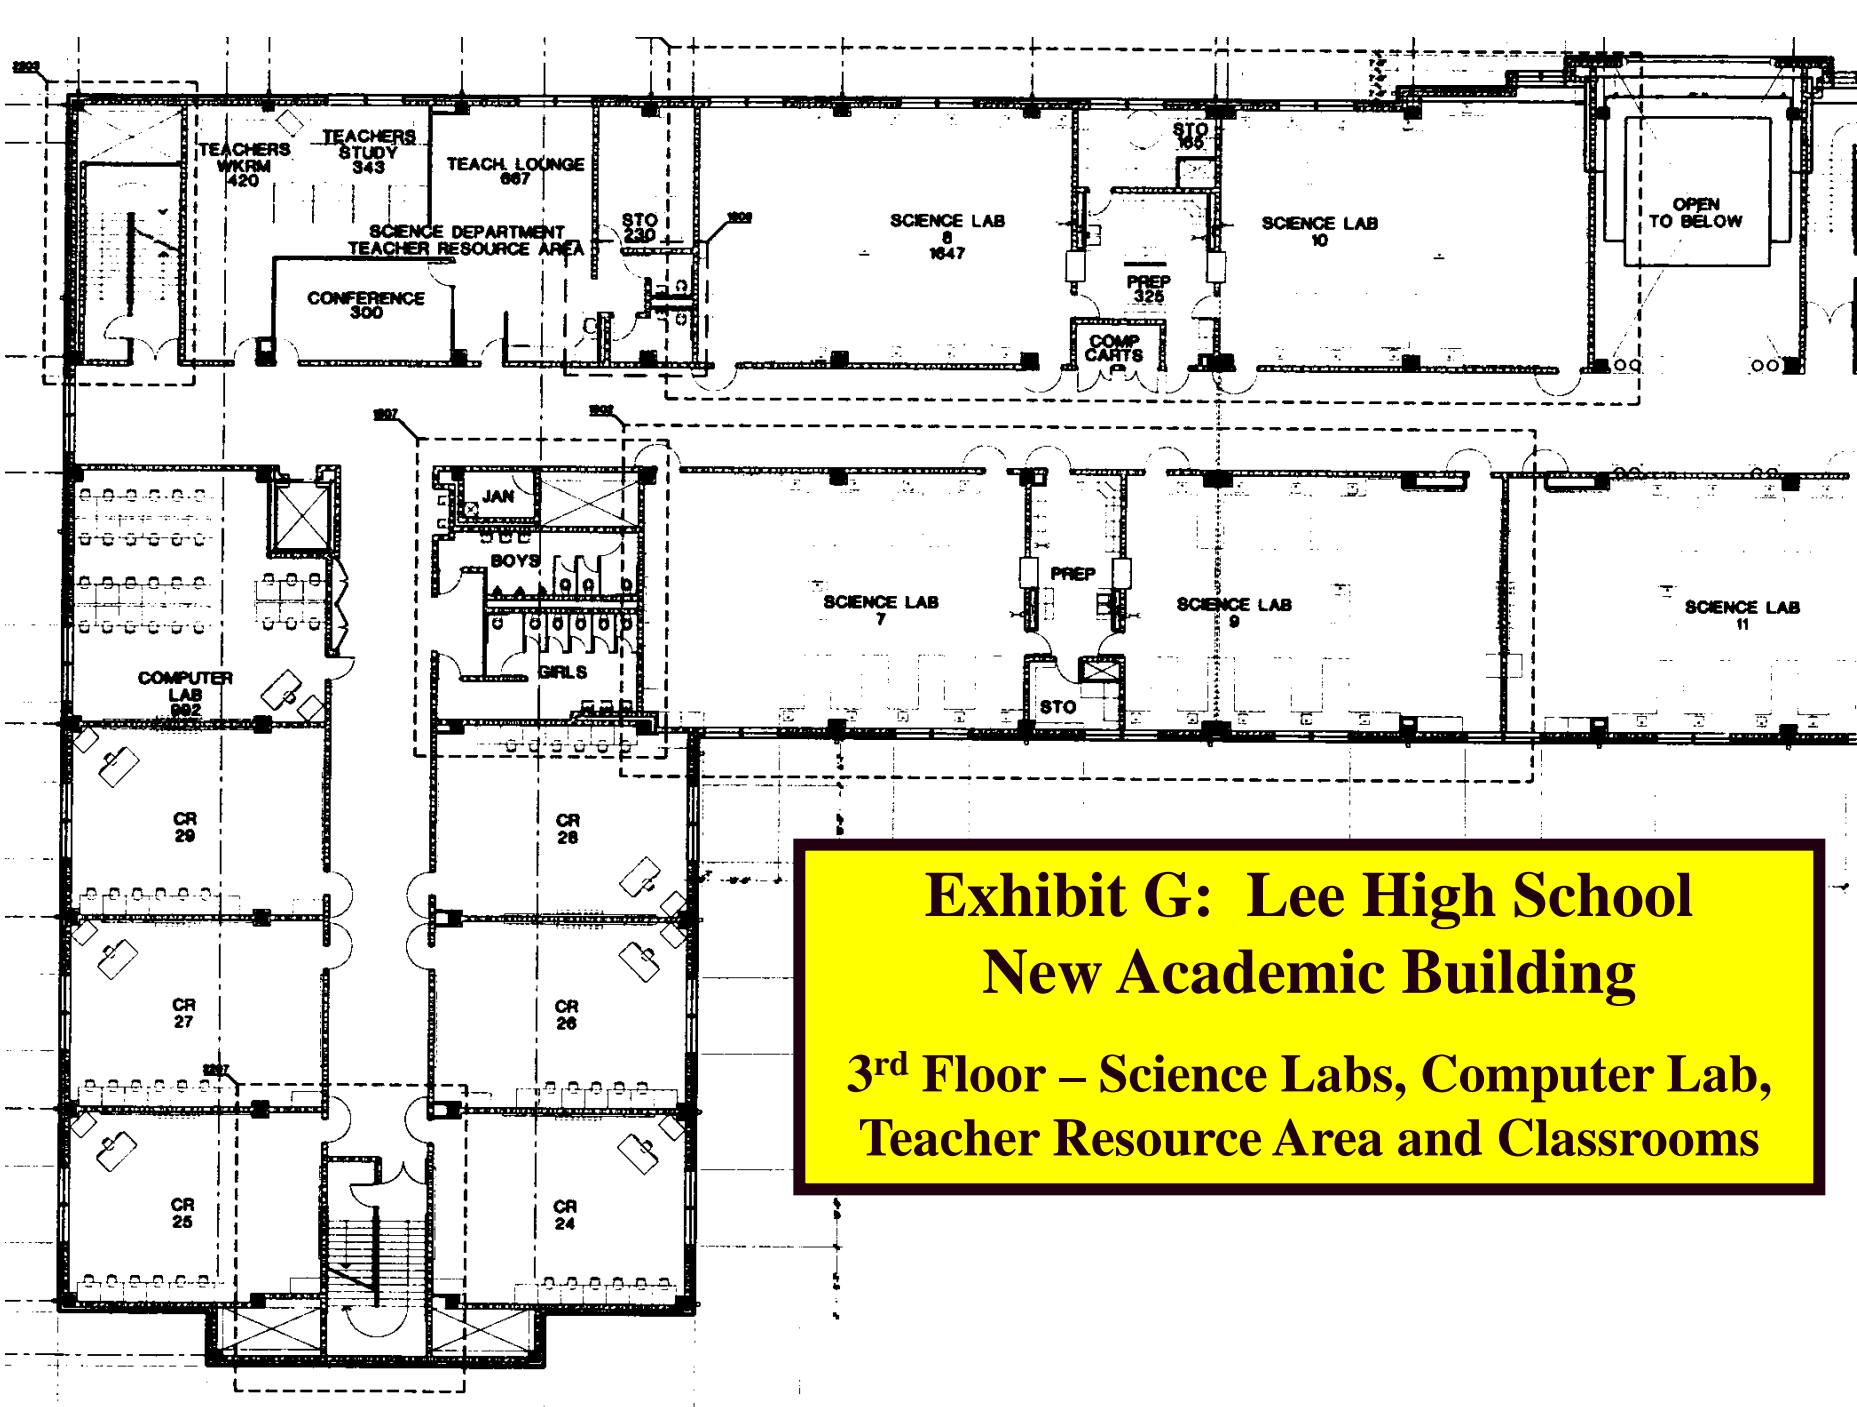 2203
TEACHERS
WKRM
420
TEACHERS
STUDY
343
TEACH. LOUNGE
667
SCIENCE DEPARTMENT
TEACHER RESOURCE AREA
CONFERENCE
300
STO
230
SCIENCE LAB
8
1647
STO
165
PREP
325
COMP
CARTS
SCIENCE LAB
10
OPEN
TO BELOW
1907
1902
JAN
BOYS
GIRLS
COMPUTER
LAB
992
SCIENCE LAB
7
PREP
STO
SCIENCE LAB
9
SCIENCE LAB
11
CR
29
CR
28
CR
27
CR
26
2207
CR
25
CR
24
Exhibit G: Lee High School
New Academic Building
3rd Floor – Science Labs, Computer Lab,
Teacher Resource Area and Classrooms